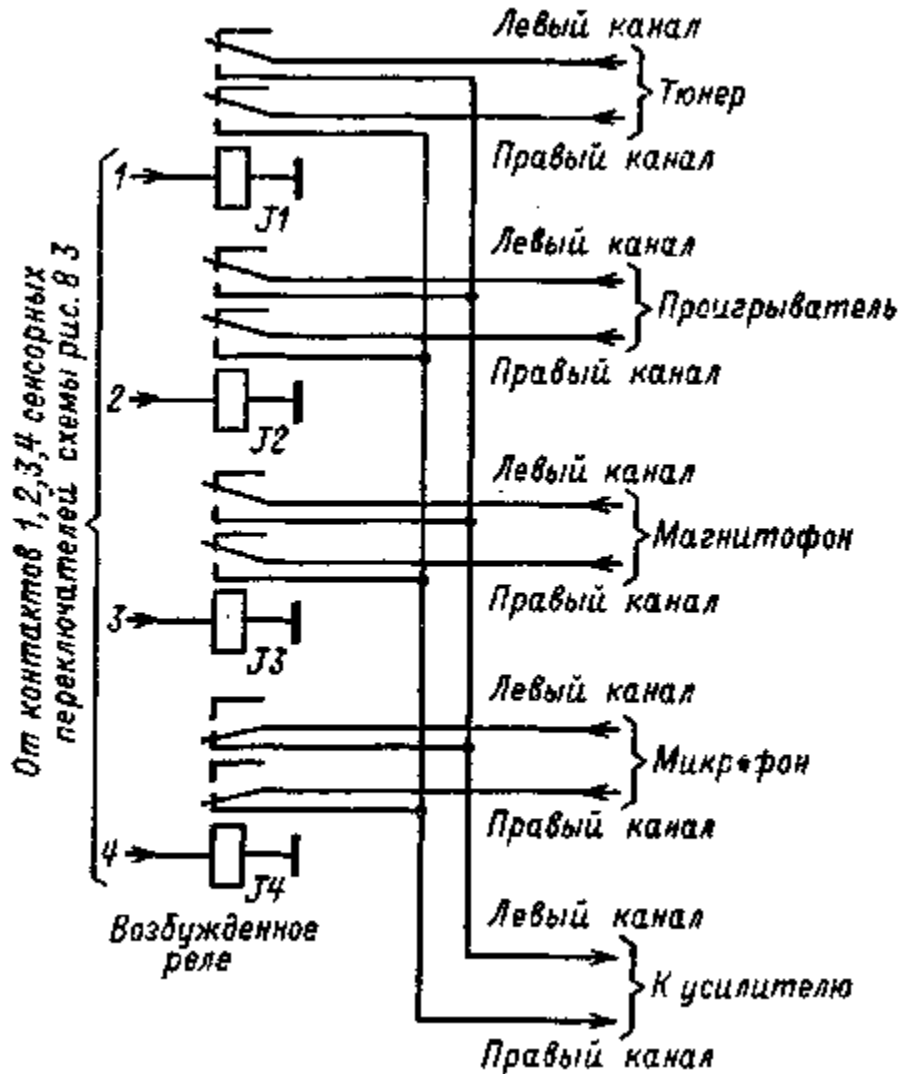 Левый канал
Тюнер
Правый канал
1
J1
Левый канал
Проигрыватель
Правый канал
2
J2
От контактов 1,2,3,4 сенсорных
переключателей схемы рис. 8 3
Левый канал
Магнитофон
Правый канал
3
J3
Левый канал
Микрофон
Правый канал
4
J4
Возбужденное
реле
Левый канал
К усилителю
Правый канал